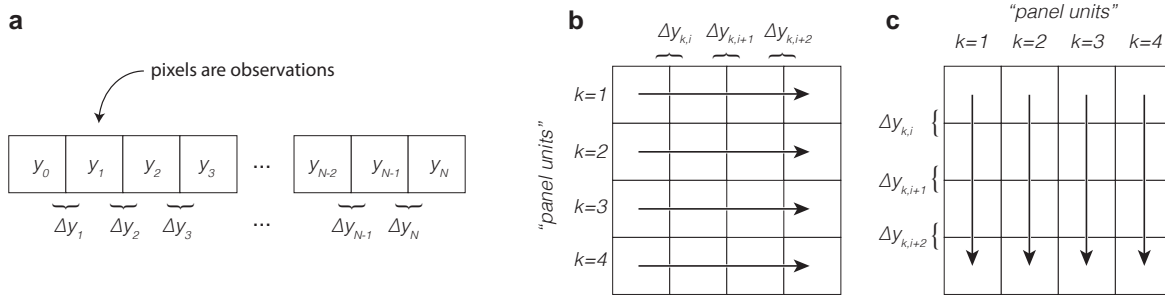 a
pixels are observations
y0 y1 y2 y3 ... yN-2 yN-1 yN
Δy1 Δy2 Δy3 ... ΔyN-1 ΔyN
b
Δyk,i Δyk,i+1 Δyk,i+2
"panel units"
k=1
k=2
k=3
k=4
c
"panel units"
k=1 k=2 k=3 k=4
Δyk,i {
Δyk,i+1 {
Δyk,i+2 {